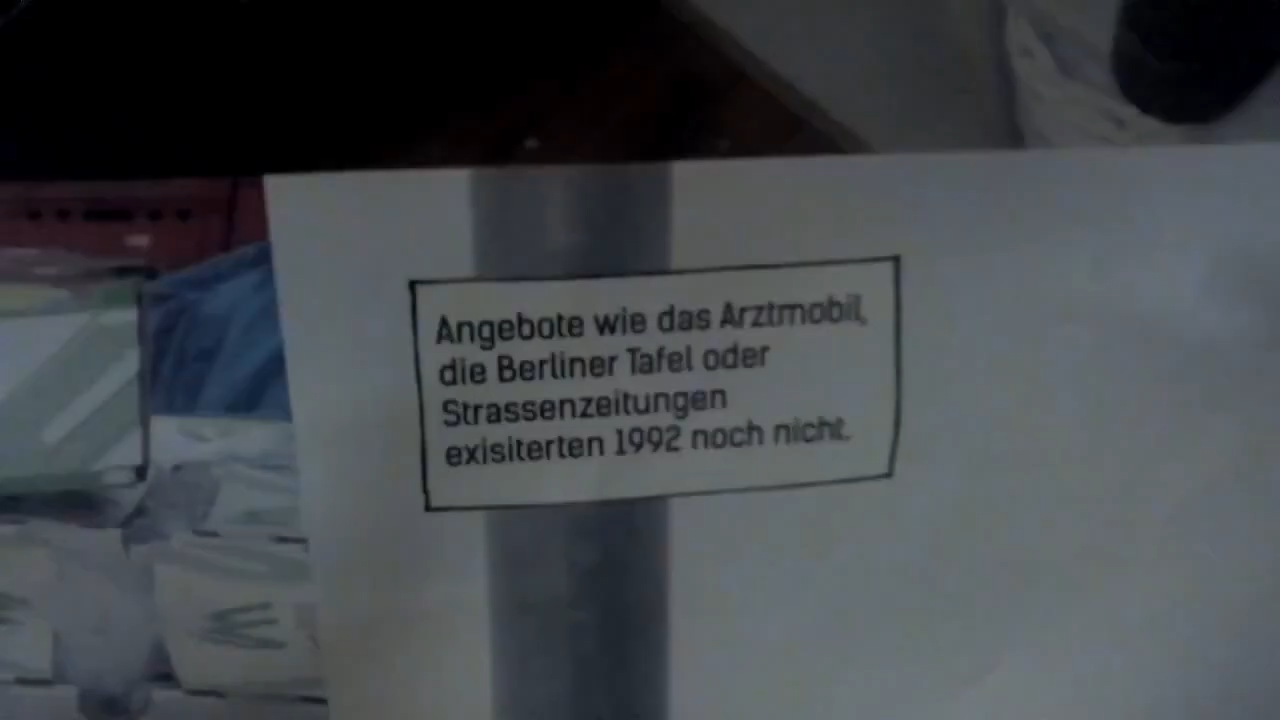 Angebote wie das Arztmobil,
die Berliner Tafel oder
Strassenzeitungen
exisiterten 1992 noch nicht.